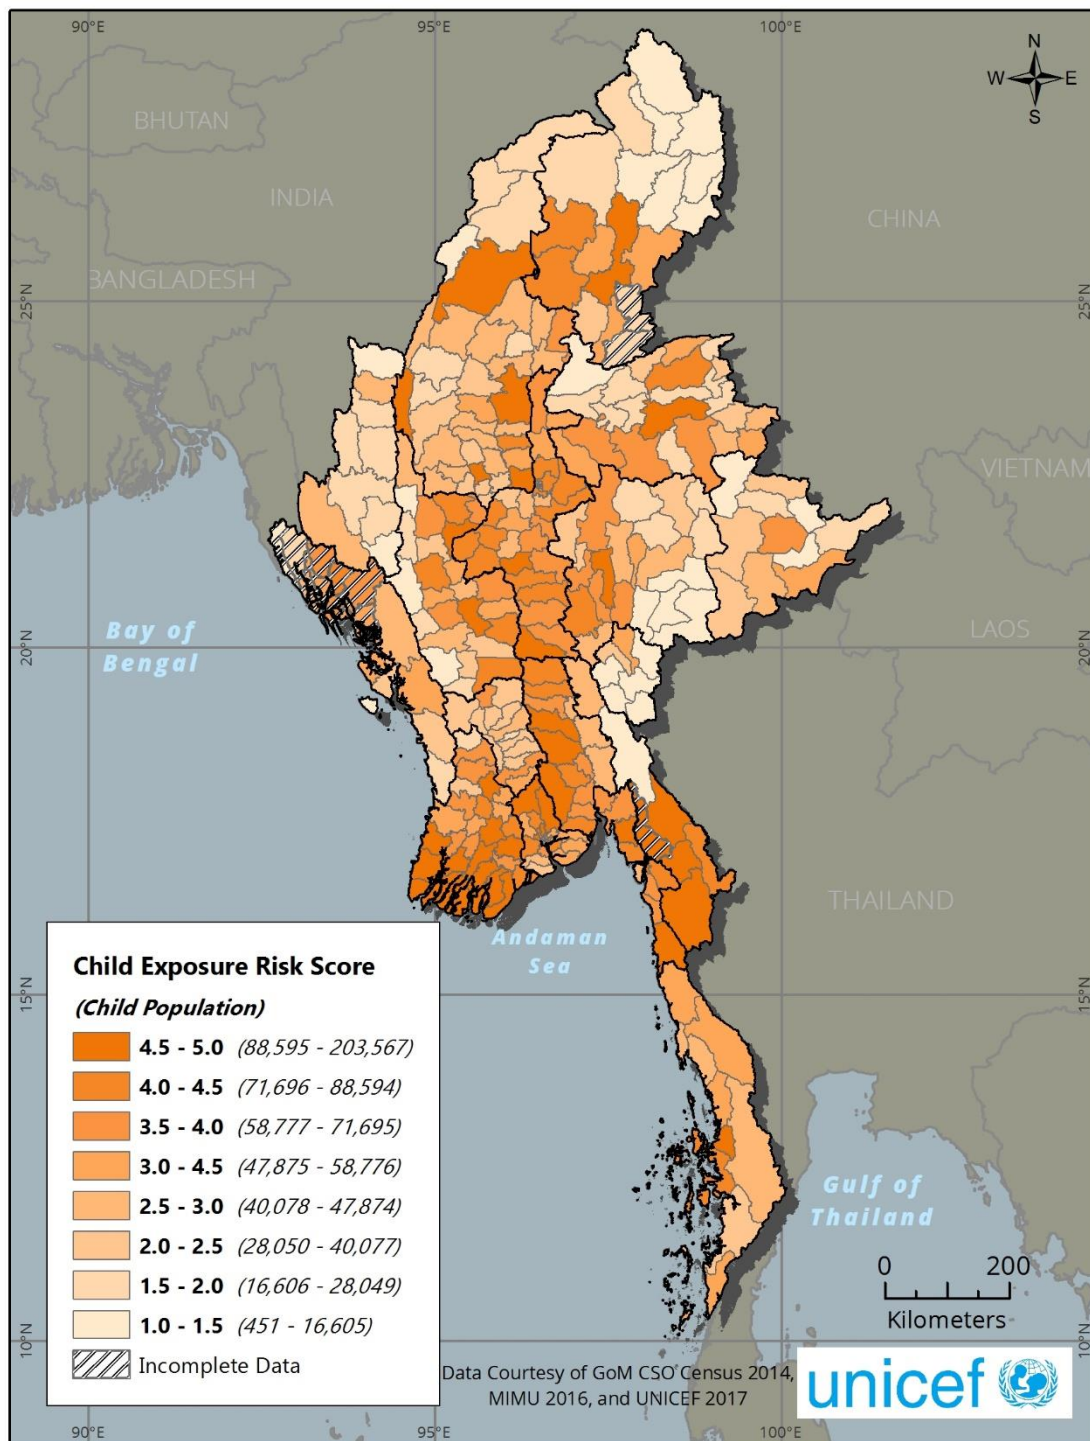 90°E 95°E 100°E
N
W E
S
BHUTAN
INDIA
CHINA
BANGLADESH
25°N 25°N
VIETNAM
LAOS
20°N 20°N
Bay of
Bengal
THAILAND
Andaman
Sea
15°N 15°N
Gulf of
Thailand
Child Exposure Risk Score
(Child Population)
4.5 - 5.0 (88,595 - 203,567)
4.0 - 4.5 (71,696 - 88,594)
3.5 - 4.0 (58,777 - 71,695)
3.0 - 4.5 (47,875 - 58,776)
2.5 - 3.0 (40,078 - 47,874)
2.0 - 2.5 (28,050 - 40,077)
1.5 - 2.0 (16,606 - 28,049)
1.0 - 1.5 (451 - 16,605)
Incomplete Data
0 200
Kilometers
10°N 10°N
Data Courtesy of GoM CSO Census 2014,
MIMU 2016, and UNICEF 2017
unicef
90°E 95°E 100°E